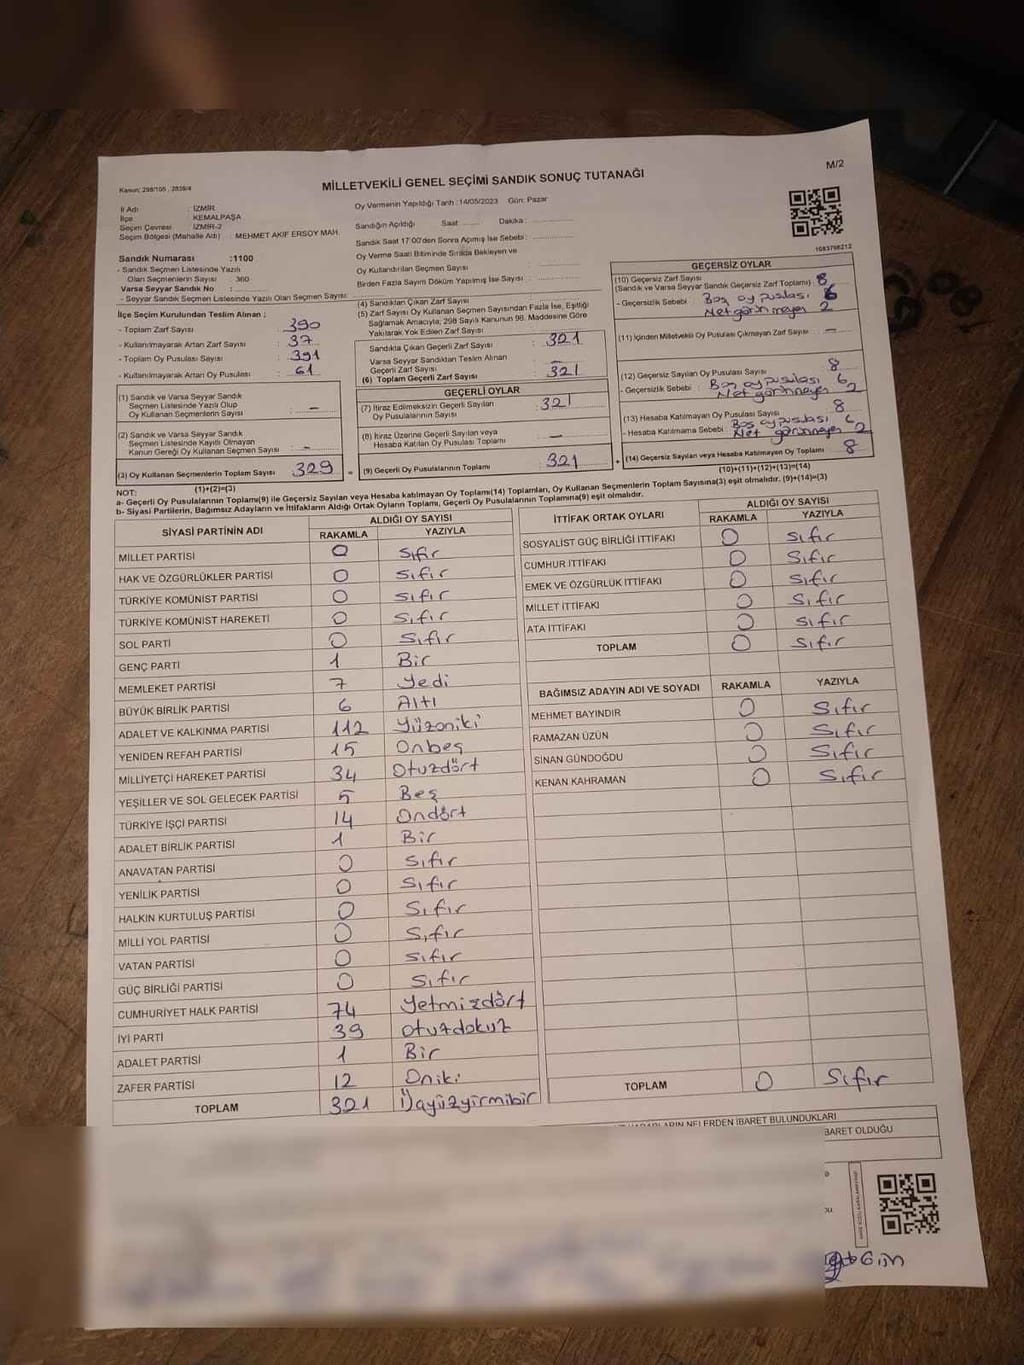 M/2
Kanun: 298/105 , 2839/4
MİLLETVEKİLİ GENEL SEÇİMİ SANDIK SONUÇ TUTANAĞI
İl Adı : İZMİR
İlçe : KEMALPAŞA
Seçim Çevresi : İZMİR-2
Seçim Bölgesi (Mahalle Adı) : MEHMET AKİF ERSOY MAH.
Oy Vermenin Yapıldığı Tarih : 14/05/2023 Gün: Pazar
Sandığın Açıldığı Saat: ........ Dakika: ................
Sandık Saat 17:00'den Sonra Açımış İse Sebebi: ................
Oy Verme Saati Bitiminde Sırada Bekleyen ve
Oy Kullandırılan Seçmen Sayısı
Birden Fazla Sayım Döküm Yapılmış İse Sayısı :
1083798212
Sandık Numarası :1100
- Sandık Seçmen Listesinde Yazılı
Olan Seçmenlerin Sayısı : 360
Varsa Seyyar Sandık No :
- Seyyar Sandık Seçmen Listesinde Yazılı Olan Seçmen Sayısı:
İlçe Seçim Kurulundan Teslim Alınan ;
- Toplam Zarf Sayısı : 390
- Kullanılmayarak Artan Zarf Sayısı : 37
- Toplam Oy Pusulası Sayısı : 391
- Kullanılmayarak Artan Oy Pusulası : 61
(1) Sandık ve Varsa Seyyar Sandık
Seçmen Listesinde Yazılı Olup
Oy Kullanan Seçmenlerin Sayısı : –
(2) Sandık ve Varsa Seyyar Sandık
Seçmen Listesinde Kayıtlı Olmayan
Kanun Gereği Oy Kullanan Seçmen Sayısı : –
(3) Oy Kullanan Seçmenlerin Toplam Sayısı 329
(1)+(2)=(3)
(4) Sandıktan Çıkan Zarf Sayısı
(5) Zarf Sayısı Oy Kullanan Seçmen Sayısından Fazla İse, Eşitliği
Sağlamak Amacıyla; 298 Sayılı Kanunun 98. Maddesine Göre
Yakılarak Yok Edilen Zarf Sayısı
Sandıkta Çıkan Geçerli Zarf Sayısı : 321
Varsa Seyyar Sandıktan Teslim Alınan
Geçerli Zarf Sayısı : –
(6) Toplam Geçerli Zarf Sayısı : 321
GEÇERLİ OYLAR
(7) İtiraz Edilmeksizin Geçerli Sayılan
Oy Pusulalarının Sayısı : 321
(8) İtiraz Üzerine Geçerli Sayılan veya
Hesaba Katılan Oy Pusulası Toplamı : –
= (9) Geçerli Oy Pusulalarının Toplamı 321
GEÇERSİZ OYLAR
(10) Geçersiz Zarf Sayısı
(Sandık ve Varsa Seyyar Sandık Geçersiz Zarf Toplamı) : 8
- Geçersizlik Sebebi : Boş oy pusulası 6
Net görünmeyen 2
(11) İçinden Milletvekili Oy Pusulası Çıkmayan Zarf Sayısı : –
(12) Geçersiz Sayılan Oy Pusulası Sayısı : 8
- Geçersizlik Sebebi : Boş oy pusulası 6
Net görünmeyen 2
(13) Hesaba Katılmayan Oy Pusulası Sayısı : 8
- Hesaba Katılmama Sebebi : Boş oy pusulası 6
Net görünmeyen 2
+ (14) Geçersiz Sayılan veya Hesaba Katılmayan Oy Toplamı 8
(10)+(11)+(12)+(13)=(14)
NOT:
a- Geçerli Oy Pusulalarının Toplamı(9) ile Geçersiz Sayılan veya Hesaba katılmayan Oy Toplamı(14) Toplamları, Oy Kullanan Seçmenlerin Toplam Sayısına(3) eşit olmalıdır. (9)+(14)=(3)
b- Siyasi Partilerin, Bağımsız Adayların ve İttifakların Aldığı Ortak Oyların Toplamı, Geçerli Oy Pusulalarının Toplamına(9) eşit olmalıdır.
SİYASİ PARTİNİN ADI ALDIĞI OY SAYISI
RAKAMLA YAZIYLA
MİLLET PARTİSİ 0 Sıfır
HAK VE ÖZGÜRLÜKLER PARTİSİ 0 Sıfır
TÜRKİYE KOMÜNİST PARTİSİ 0 Sıfır
TÜRKİYE KOMÜNİST HAREKETİ 0 Sıfır
SOL PARTİ 0 Sıfır
GENÇ PARTİ 1 Bir
MEMLEKET PARTİSİ 7 Yedi
BÜYÜK BİRLİK PARTİSİ 6 Altı
ADALET VE KALKINMA PARTİSİ 112 Yüzoniki
YENİDEN REFAH PARTİSİ 15 Onbeş
MİLLİYETÇİ HAREKET PARTİSİ 34 Otuzdört
YEŞİLLER VE SOL GELECEK PARTİSİ 5 Beş
TÜRKİYE İŞÇİ PARTİSİ 14 Ondört
ADALET BİRLİK PARTİSİ 1 Bir
ANAVATAN PARTİSİ 0 Sıfır
YENİLİK PARTİSİ 0 Sıfır
HALKIN KURTULUŞ PARTİSİ 0 Sıfır
MİLLİ YOL PARTİSİ 0 Sıfır
VATAN PARTİSİ 0 Sıfır
GÜÇ BİRLİĞİ PARTİSİ 0 Sıfır
CUMHURİYET HALK PARTİSİ 74 Yetmizdört
İYİ PARTİ 39 otuzdokuz
ADALET PARTİSİ 1 Bir
ZAFER PARTİSİ 12 Oniki
TOPLAM 321 Üçyüzyirmibir
İTTİFAK ORTAK OYLARI ALDIĞI OY SAYISI
RAKAMLA YAZIYLA
SOSYALİST GÜÇ BİRLİĞİ İTTİFAKI 0 Sıfır
CUMHUR İTTİFAKI 0 Sıfır
EMEK VE ÖZGÜRLÜK İTTİFAKI 0 Sıfır
MİLLET İTTİFAKI 0 Sıfır
ATA İTTİFAKI 0 Sıfır
TOPLAM 0 Sıfır
BAĞIMSIZ ADAYIN ADI VE SOYADI RAKAMLA YAZIYLA
MEHMET BAYINDIR 0 Sıfır
RAMAZAN ÜZÜN 0 Sıfır
SİNAN GÜNDOĞDU 0 Sıfır
KENAN KAHRAMAN 0 Sıfır
TOPLAM 0 Sıfır
NELERDEN İBARET BULUNDUKLARI
BARET OLDUĞU